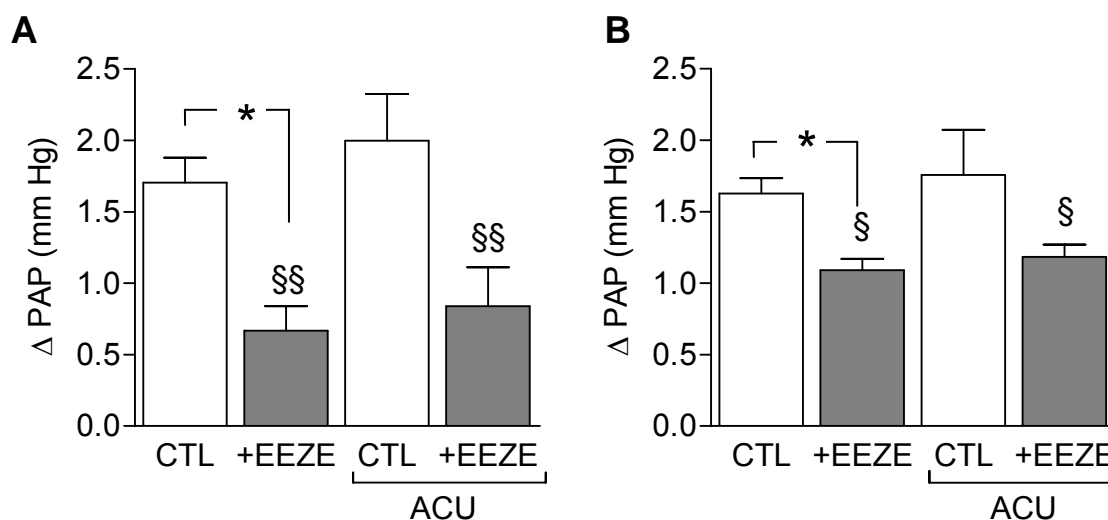 A
Δ PAP (mm Hg)
2.5
2.0
1.5
1.0
0.5
0.0
*
§§
§§
CTL +EEZE CTL +EEZE
ACU
B
Δ PAP (mm Hg)
2.5
2.0
1.5
1.0
0.5
0.0
*
§
§
CTL +EEZE CTL +EEZE
ACU